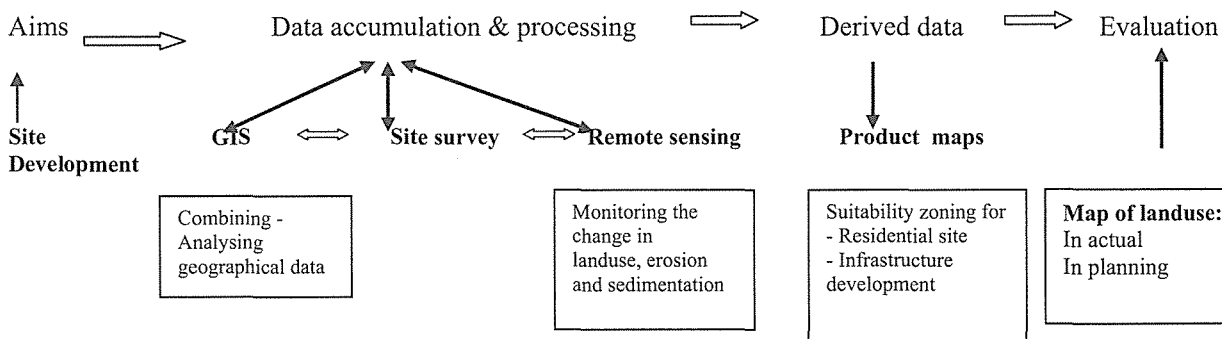 Aims
Data accumulation & processing
Derived data
Evaluation
Site
Development
GIS
Site survey
Remote sensing
Product maps
Combining -
Analysing
geographical data
Monitoring the
change in
landuse, erosion
and sedimentation
Suitability zoning for
- Residential site
- Infrastructure
development
Map of landuse:
In actual
In planning